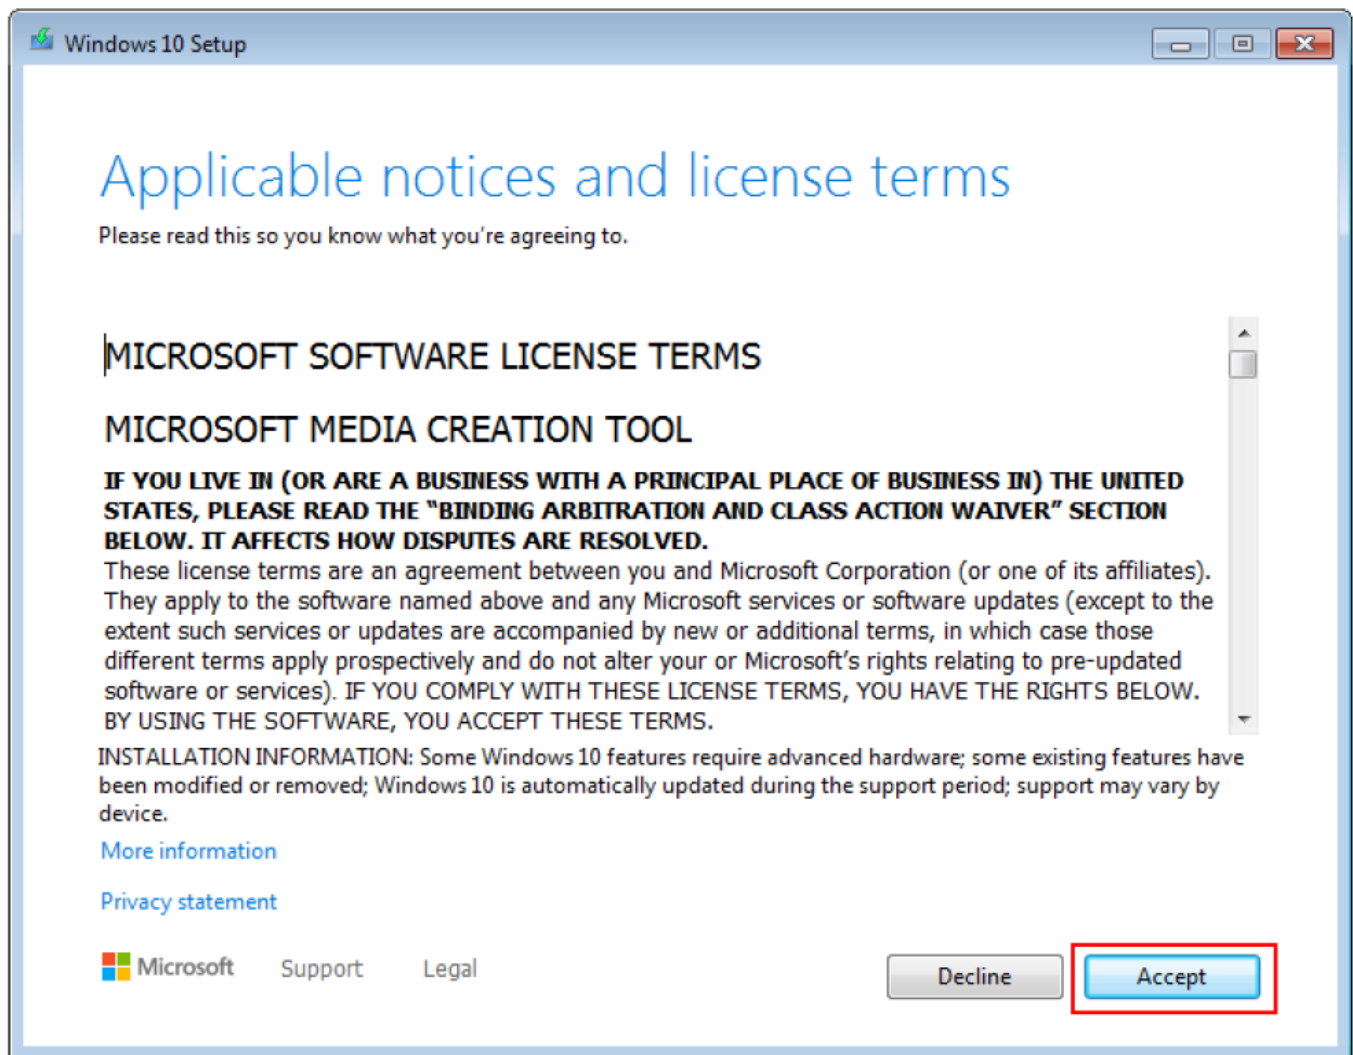 Windows 10 Setup
Applicable notices and license terms
Please read this so you know what you're agreeing to.
MICROSOFT SOFTWARE LICENSE TERMS
MICROSOFT MEDIA CREATION TOOL
IF YOU LIVE IN (OR ARE A BUSINESS WITH A PRINCIPAL PLACE OF BUSINESS IN) THE UNITED
STATES, PLEASE READ THE “BINDING ARBITRATION AND CLASS ACTION WAIVER” SECTION
BELOW. IT AFFECTS HOW DISPUTES ARE RESOLVED.
These license terms are an agreement between you and Microsoft Corporation (or one of its affiliates).
They apply to the software named above and any Microsoft services or software updates (except to the
extent such services or updates are accompanied by new or additional terms, in which case those
different terms apply prospectively and do not alter your or Microsoft’s rights relating to pre-updated
software or services). IF YOU COMPLY WITH THESE LICENSE TERMS, YOU HAVE THE RIGHTS BELOW.
BY USING THE SOFTWARE, YOU ACCEPT THESE TERMS.
INSTALLATION INFORMATION: Some Windows 10 features require advanced hardware; some existing features have
been modified or removed; Windows 10 is automatically updated during the support period; support may vary by
device.
More information
Privacy statement
Microsoft Support Legal Decline Accept